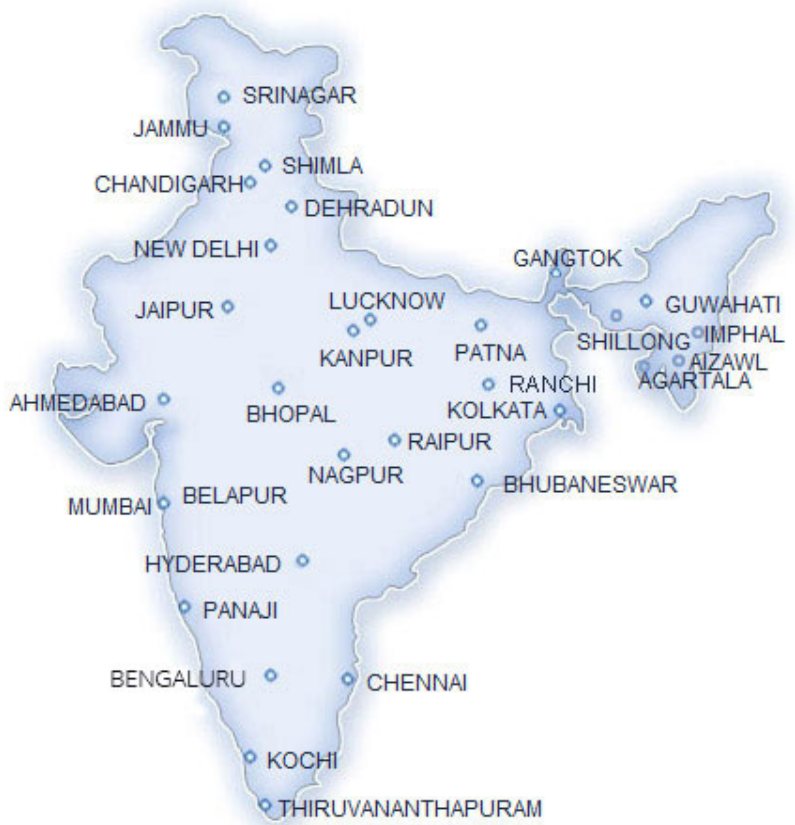 SRINAGAR
JAMMU
SHIMLA
CHANDIGARH
DEHRADUN
NEW DELHI
GANGTOK
JAIPUR
LUCKNOW
GUWAHATI
KANPUR
PATNA
SHILLONG
IMPHAL
AIZAWL
AGARTALA
RANCHI
AHMEDABAD
BHOPAL
KOLKATA
RAIPUR
NAGPUR
BHUBANESWAR
BELAPUR
MUMBAI
HYDERABAD
PANAJI
BENGALURU
CHENNAI
KOCHI
THIRUVANANTHAPURAM